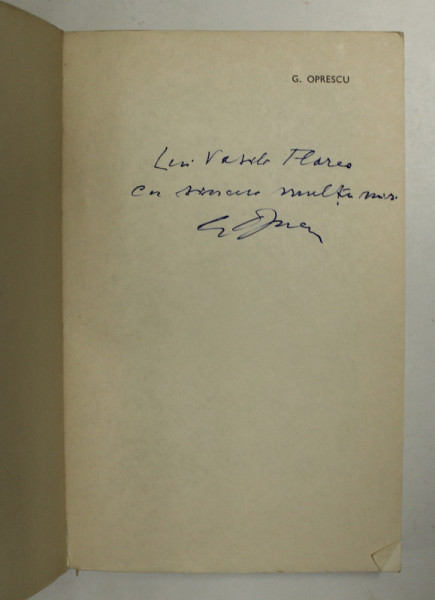 G. OPRESCU
Lui Vasile Florea
cu sincere mulțumiri